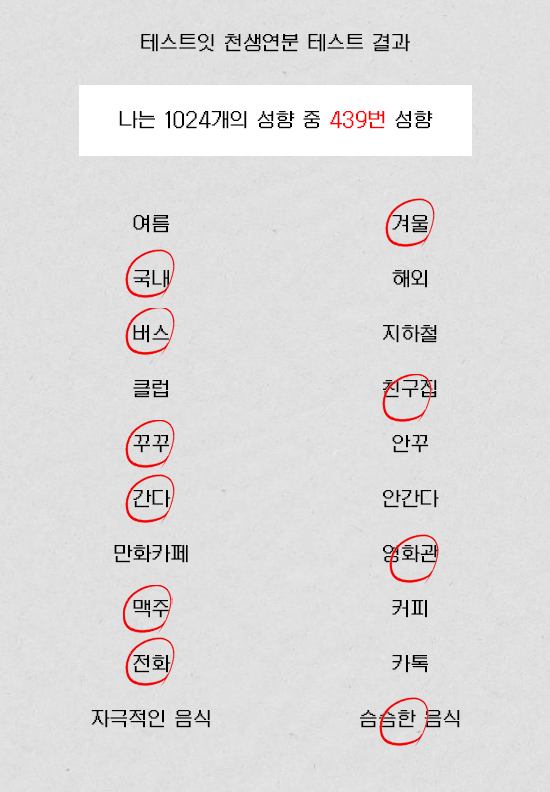 테스트잇 천생연분 테스트 결과
나는 1024개의 성향 중 439번 성향
여름 겨울
국내 해외
버스 지하철
클럽 친구집
꾸꾸 안꾸
간다 안간다
만화카페 영화관
맥주 커피
전화 카톡
자극적인 음식 슴슴한 음식